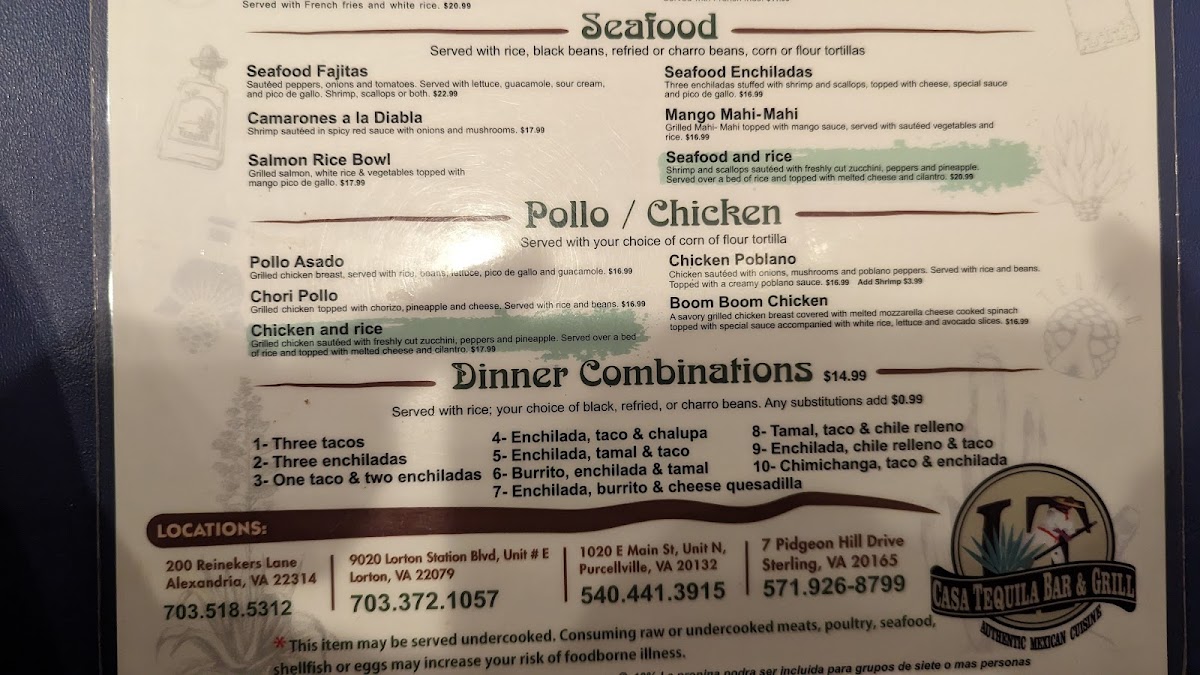 Served with French fries and white rice. $20.99
Seafood
Served with rice, black beans, refried or charro beans, corn or flour tortillas
Seafood Fajitas
Sautéed peppers, onions and tomatoes. Served with lettuce, guacamole, sour cream,
and pico de gallo. Shrimp, scallops or both. $22.99
Camarones a la Diabla
Shrimp sautéed in spicy red sauce with onions and mushrooms. $17.99
Salmon Rice Bowl
Grilled salmon, white rice & vegetables topped with
mango pico de gallo. $17.99
Seafood Enchiladas
Three enchiladas stuffed with shrimp and scallops, topped with cheese, special sauce
and pico de gallo. $16.99
Mango Mahi-Mahi
Grilled Mahi- Mahi topped with mango sauce, served with sautéed vegetables and
rice. $16.99
Seafood and rice
Shrimp and scallops sautéed with freshly cut zucchini, peppers and pineapple.
Served over a bed of rice and topped with melted cheese and cilantro. $20.99
Pollo / Chicken
Served with your choice of corn of flour tortilla
Pollo Asado
Grilled chicken breast, served with rice, beans, lettuce, pico de gallo and guacamole. $16.99
Chori Pollo
Grilled chicken topped with chorizo, pineapple and cheese. Served with rice and beans. $16.99
Chicken and rice
Grilled chicken sautéed with freshly cut zucchini, peppers and pineapple. Served over a bed
of rice and topped with melted cheese and cilantro. $17.99
Chicken Poblano
Chicken sautéed with onions, mushrooms and poblano peppers. Served with rice and beans.
Topped with a creamy poblano sauce. $16.99 Add Shrimp $3.99
Boom Boom Chicken
A savory grilled chicken breast covered with melted mozzarella cheese cooked spinach
topped with special sauce accompanied with white rice, lettuce and avocado slices. $16.99
Dinner Combinations $14.99
Served with rice; your choice of black, refried, or charro beans. Any substitutions add $0.99
1- Three tacos
2- Three enchiladas
3- One taco & two enchiladas
4- Enchilada, taco & chalupa
5- Enchilada, tamal & taco
6- Burrito, enchilada & tamal
7- Enchilada, burrito & cheese quesadilla
8- Tamal, taco & chile relleno
9- Enchilada, chile relleno & taco
10- Chimichanga, taco & enchilada
LOCATIONS:
200 Reinekers Lane
Alexandria, VA 22314
703.518.5312
9020 Lorton Station Blvd, Unit # E
Lorton, VA 22079
703.372.1057
1020 E Main St, Unit N,
Purcellville, VA 20132
540.441.3915
7 Pidgeon Hill Drive
Sterling, VA 20165
571.926-8799
CASA TEQUILA BAR & GRILL
AUTHENTIC MEXICAN CUISINE
*This item may be served undercooked. Consuming raw or undercooked meats, poultry, seafood,
shellfish or eggs may increase your risk of foodborne illness.
La propina podra ser incluida para grupos de siete o mas personas